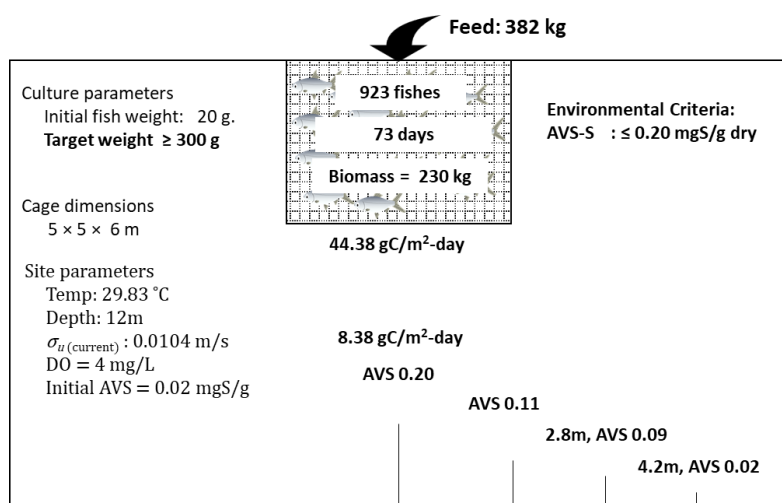 Feed: 382 kg
Culture parameters
Initial fish weight: 20 g.
Target weight ≥ 300 g
Cage dimensions
5 × 5 × 6 m
Site parameters
Temp: 29.83 ˚C
Depth: 12m
σu (current) : 0.0104 m/s
DO = 4 mg/L
Initial AVS = 0.02 mgS/g
923 fishes
73 days
Biomass = 230 kg
44.38 gC/m²-day
8.38 gC/m²-day
AVS 0.20
AVS 0.11
2.8m, AVS 0.09
4.2m, AVS 0.02
Environmental Criteria:
AVS-S : ≤ 0.20 mgS/g dry